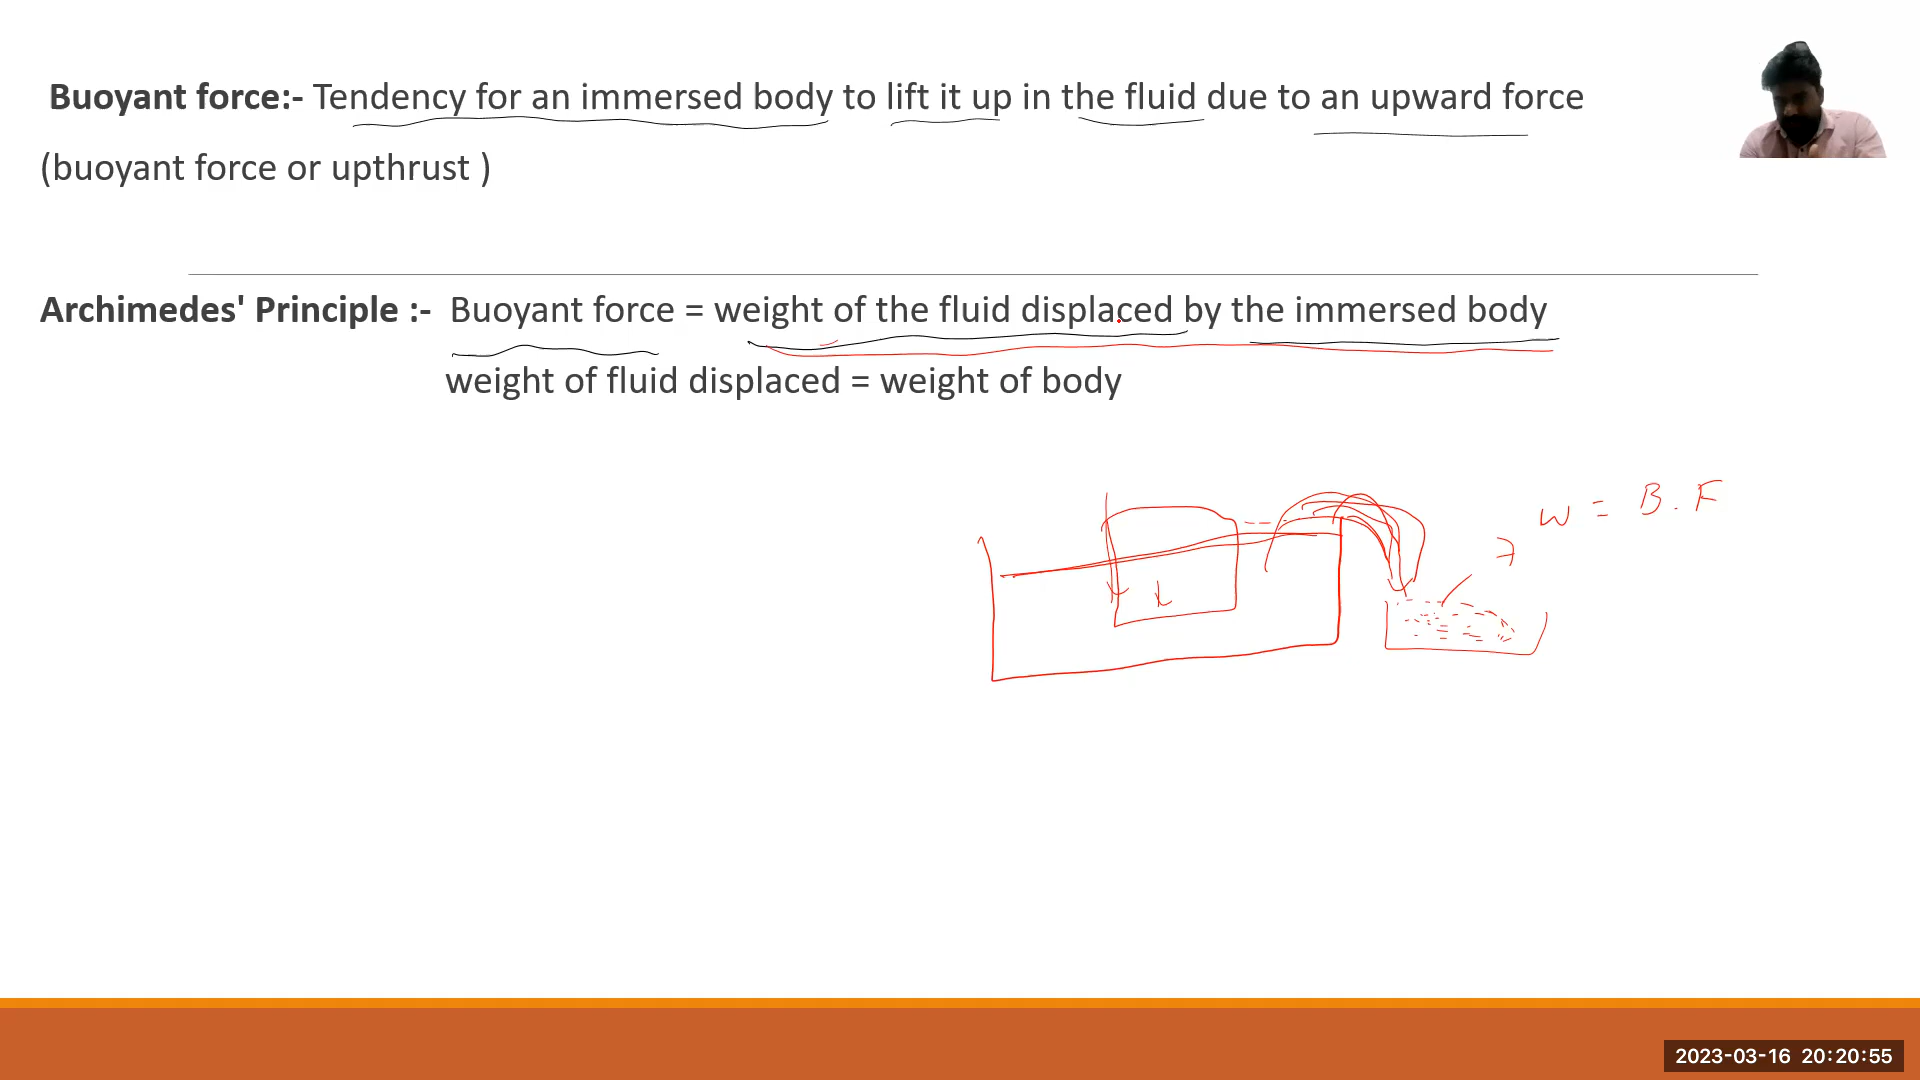 Buoyant force:- Tendency for an immersed body to lift it up in the fluid due to an upward force
(buoyant force or upthrust )
Archimedes' Principle :- Buoyant force = weight of the fluid displaced by the immersed body
weight of fluid displaced = weight of body
w = B.F
2023-03-16 20:20:55